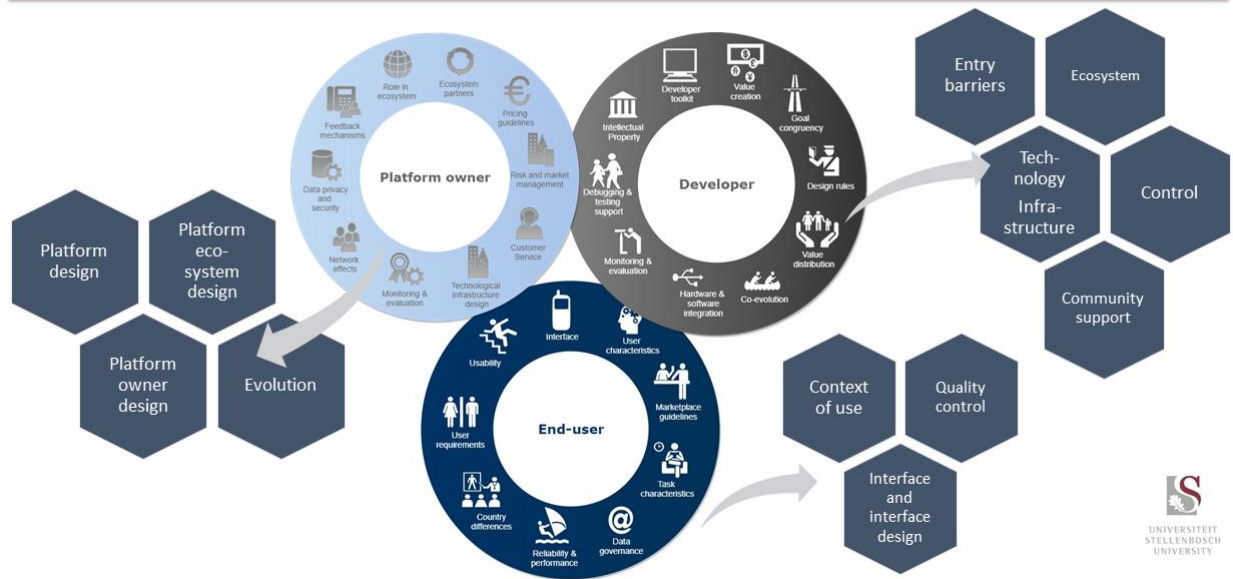 Platform owner
Role in
ecosystem
Ecosystem
partners
Pricing
guidelines
Risk and market
management
Customer
Service
Technological
infrastructure
design
Monitoring &
evaluation
Network
effects
Data privacy
and
security
Feedback
mechanisms
Platform
design
Platform
eco-
system
design
Platform
owner
design
Evolution
Developer
Developer
toolkit
Value
creation
Goal
congruency
Design rules
Value
distribution
Co-evolution
Hardware &
software
integration
Monitoring &
evaluation
Debugging &
testing
support
Intellectual
Property
Entry
barriers
Ecosystem
Tech-
nology
Infra-
structure
Control
Community
support
End-user
Interface
User
characteristics
Marketplace
guidelines
Task
characteristics
@
Data
governance
Reliability &
performance
Country
differences
User
requirements
Usability
Context
of use
Quality
control
Interface
and
interface
design
UNIVERSITEIT
STELLENBOSCH
UNIVERSITY